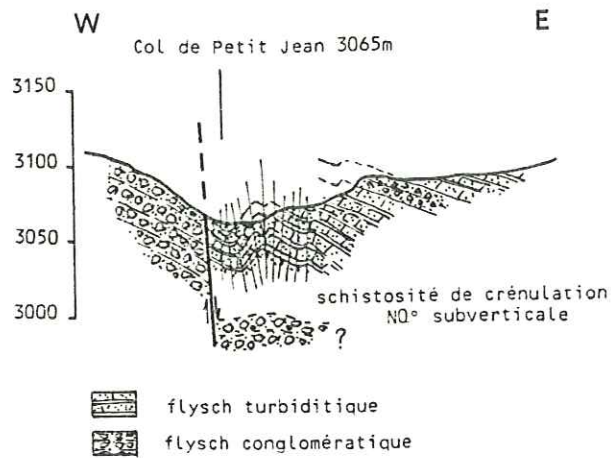 W E
Col de Petit Jean 3065m
3150
3100
3050
3000
schistosité de crénulation
N0° subverticale
?
flysch turbiditique
flysch conglomératique